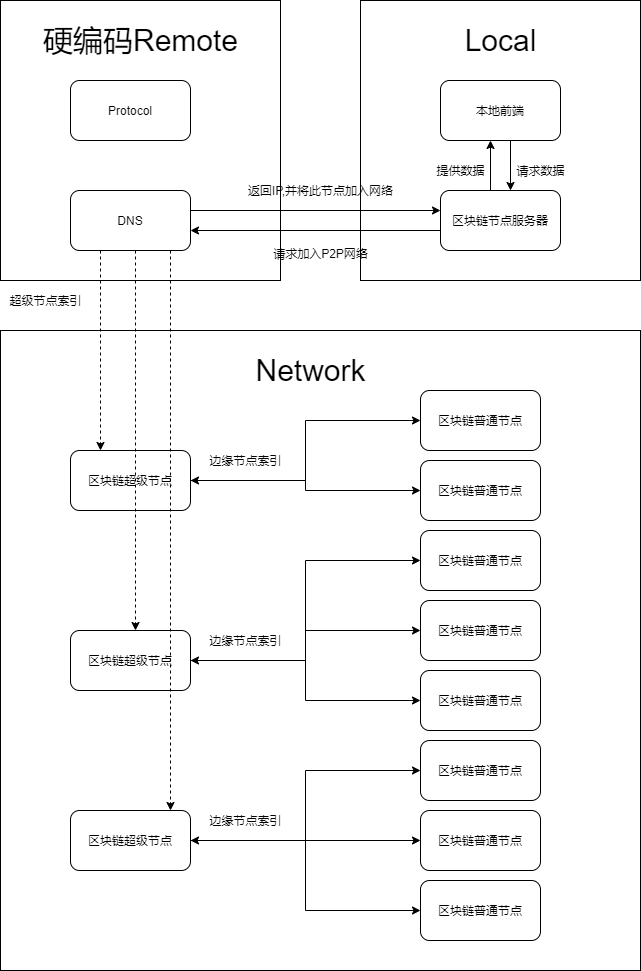 硬编码Remote
Local
Protocol
本地前端
提供数据
请求数据
返回IP,并将此节点加入网络
DNS
区块链节点服务器
请求加入P2P网络
超级节点索引
Network
区块链普通节点
边缘节点索引
区块链超级节点
区块链普通节点
区块链普通节点
区块链普通节点
边缘节点索引
区块链超级节点
区块链普通节点
区块链普通节点
边缘节点索引
区块链超级节点
区块链普通节点
区块链普通节点